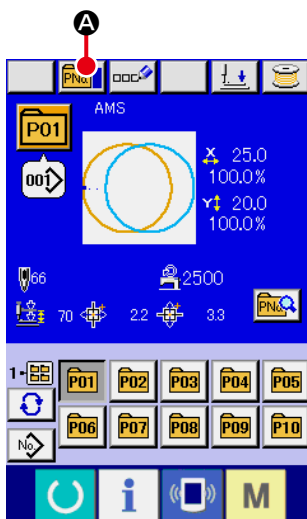 A
PNo.
AMS
P01
001
X 25.0
100.0%
Y 20.0
100.0%
66
2500
70
2.2
3.3
PNo.
1-
P01 P02 P03 P04 P05
No.
P06 P07 P08 P09 P10
i
M